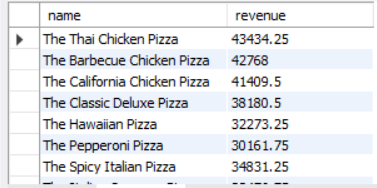 name revenue
The Thai Chicken Pizza 43434.25
The Barbecue Chicken Pizza 42768
The California Chicken Pizza 41409.5
The Classic Deluxe Pizza 38180.5
The Hawaiian Pizza 32273.25
The Pepperoni Pizza 30161.75
The Spicy Italian Pizza 34831.25